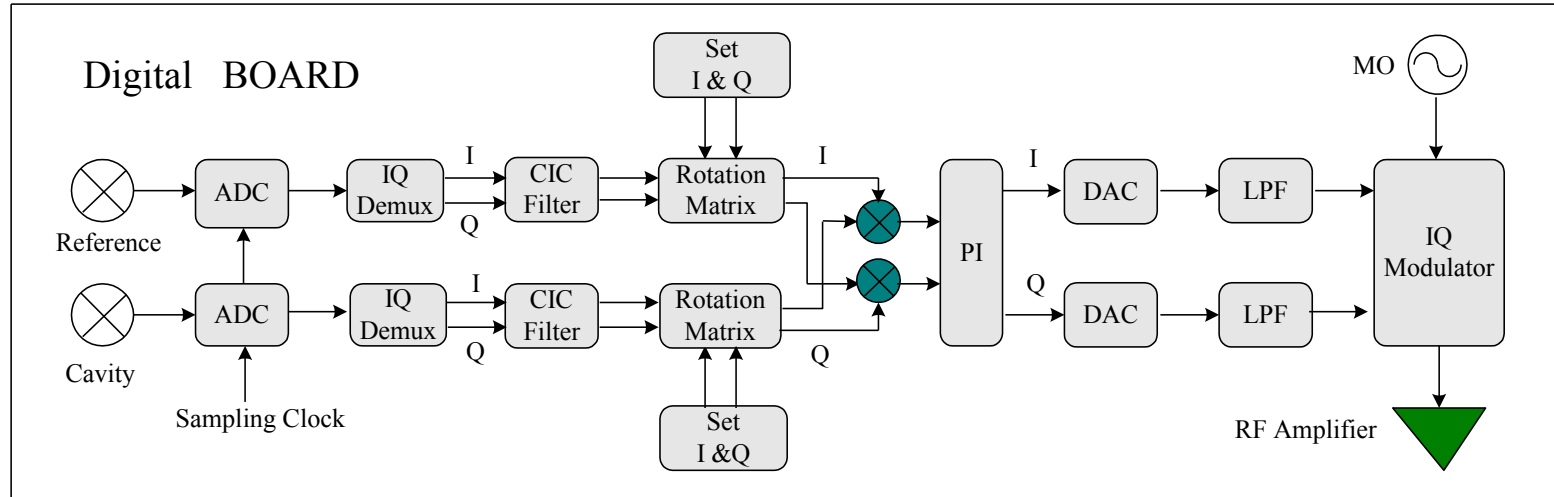 Digital BOARD
Set
I & Q
MO
Reference
ADC
IQ
Demux
I
Q
CIC
Filter
Rotation
Matrix
I
PI
I
DAC
LPF
IQ
Modulator
Cavity
ADC
Sampling Clock
IQ
Demux
I
Q
CIC
Filter
Rotation
Matrix
Q
Set
I &Q
Q
DAC
LPF
RF Amplifier